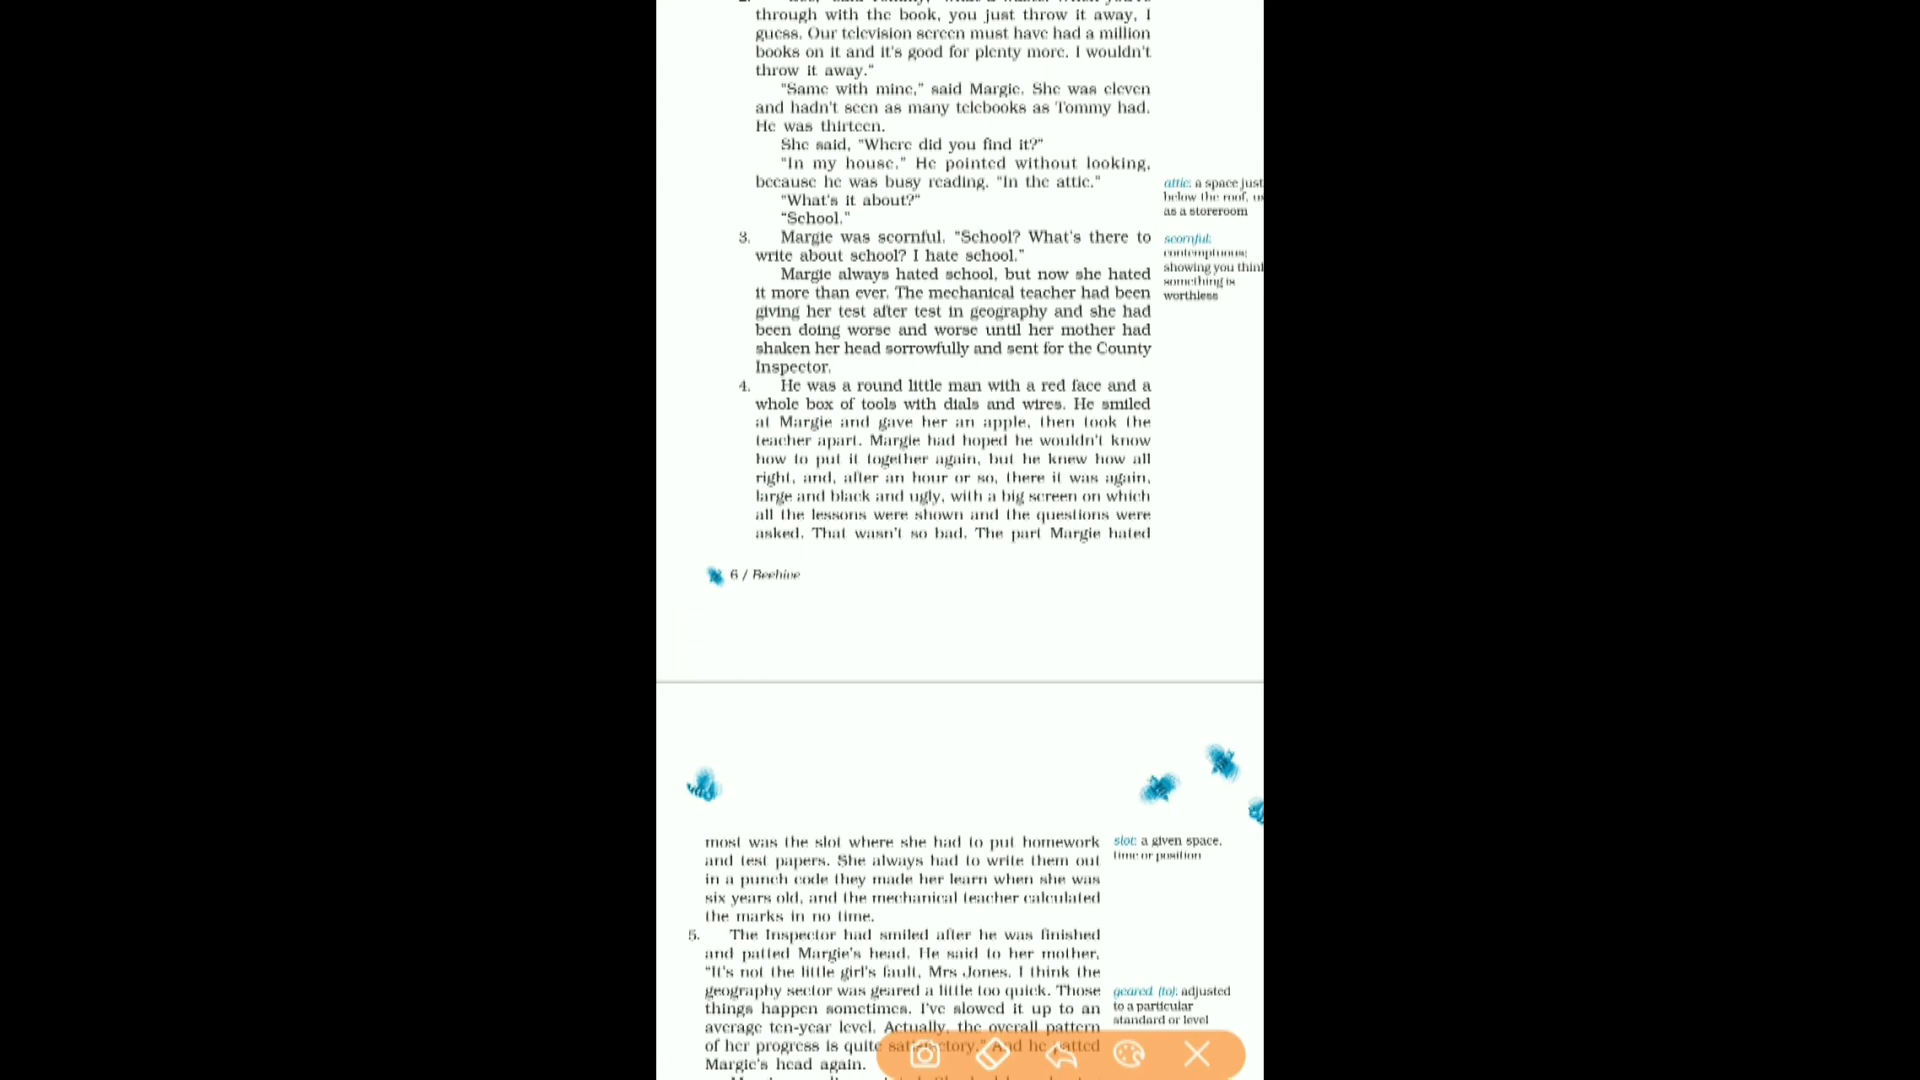 through with the book, you just throw it away, I
guess. Our television screen must have had a million
books on it and it's good for plenty more. I wouldn't
throw it away."
"Same with mine," said Margie. She was eleven
and hadn't seen as many telebooks as Tommy had.
He was thirteen.
She said, "Where did you find it?"
"In my house." He pointed without looking,
because he was busy reading. "In the attic."
"What's it about?"
"School."
attic: a space just
below the roof,
as a storeroom
3. Margie was scornful. "School? What's there to
write about school? I hate school."
Margie always hated school, but now she hated
it more than ever. The mechanical teacher had been
giving her test after test in geography and she had
been doing worse and worse until her mother had
shaken her head sorrowfully and sent for the County
Inspector.
scornful:
contemptuous;
showing you think
something is
worthless
4. He was a round little man with a red face and a
whole box of tools with dials and wires. He smiled
at Margie and gave her an apple, then took the
teacher apart. Margie had hoped he wouldn't know
how to put it together again, but he knew how all
right, and, after an hour or so, there it was again,
large and black and ugly, with a big screen on which
all the lessons were shown and the questions were
asked. That wasn't so bad. The part Margie hated
6 / Beehive
most was the slot where she had to put homework
and test papers. She always had to write them out
in a punch code they made her learn when she was
six years old, and the mechanical teacher calculated
the marks in no time.
slot: a given space,
time or position
5. The Inspector had smiled after he was finished
and patted Margie's head. He said to her mother,
"It's not the little girl's fault, Mrs Jones. I think the
geography sector was geared a little too quick. Those
things happen sometimes. I've slowed it up to an
average ten-year level. Actually, the overall pattern
of her progress is quite satisfactory." And he patted
Margie's head again.
geared (to): adjusted
to a particular
standard or level